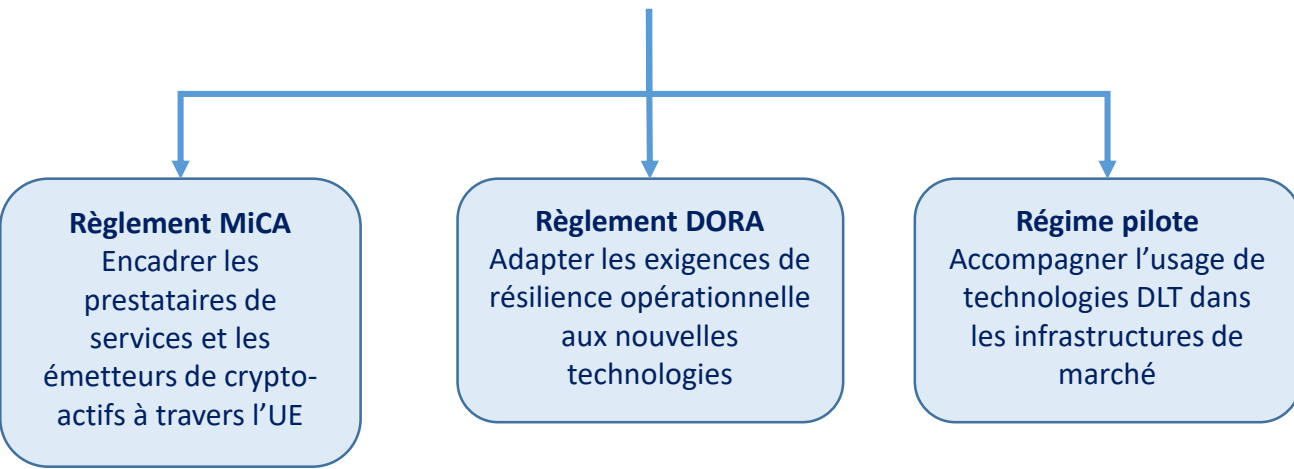 Règlement MiCA
Encadrer les
prestataires de
services et les
émetteurs de crypto-
actifs à travers l’UE
Règlement DORA
Adapter les exigences de
résilience opérationnelle
aux nouvelles
technologies
Régime pilote
Accompagner l’usage de
technologies DLT dans
les infrastructures de
marché